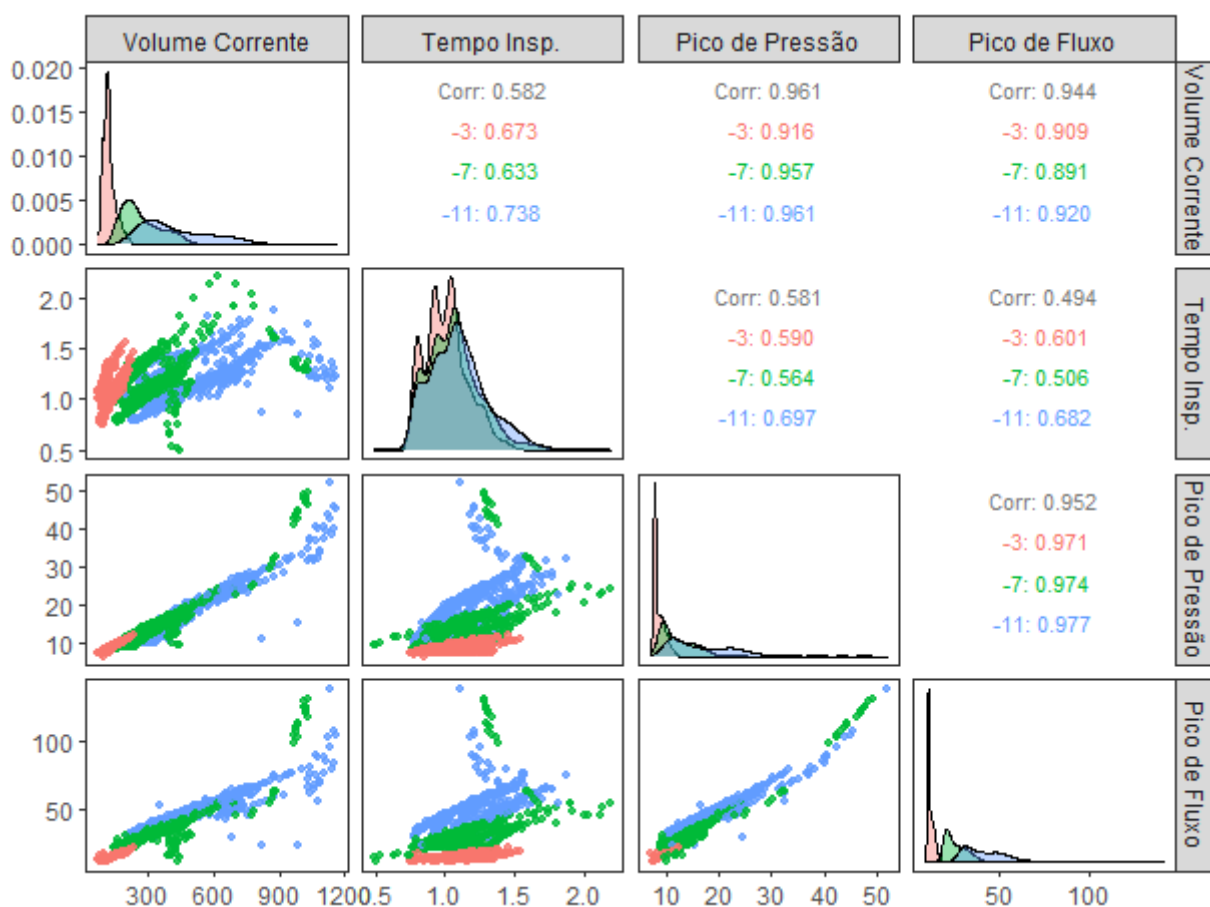 Volume Corrente
Tempo Insp.
Pico de Pressão
Pico de Fluxo
0.020
0.015
0.010
0.005
0.000
Corr: 0.582
-3: 0.673
-7: 0.633
-11: 0.738
Corr: 0.961
-3: 0.916
-7: 0.957
-11: 0.961
Corr: 0.944
-3: 0.909
-7: 0.891
-11: 0.920
Volume Corrente
2.0
1.5
1.0
0.5
Corr: 0.581
-3: 0.590
-7: 0.564
-11: 0.697
Corr: 0.494
-3: 0.601
-7: 0.506
-11: 0.682
Tempo Insp.
50
40
30
20
10
Corr: 0.952
-3: 0.971
-7: 0.974
-11: 0.977
Pico de Pressão
100
50
Pico de Fluxo
300 600 900 1200
0.5 1.0 1.5 2.0
10 20 30 40 50
50 100